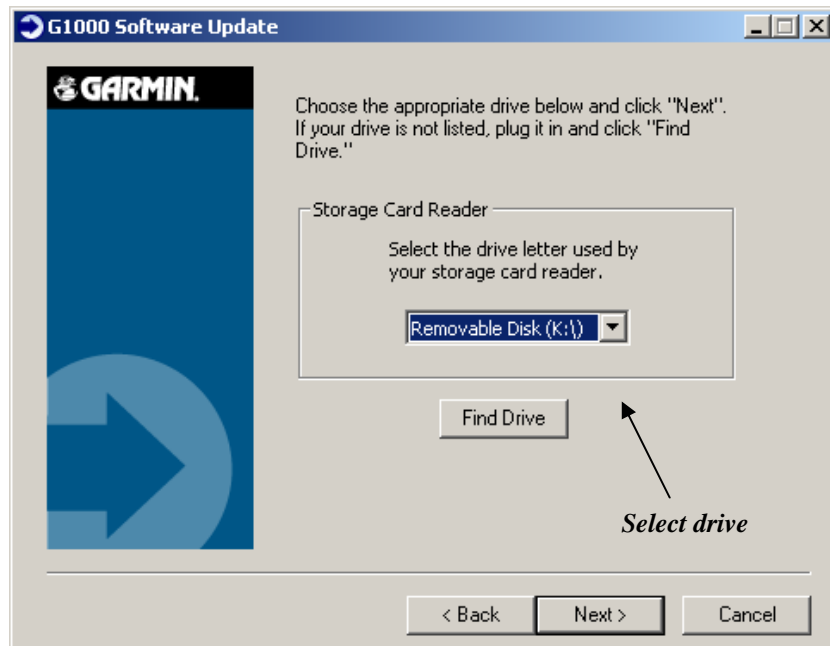 G1000 Software Update
GARMIN.
Choose the appropriate drive below and click "Next".
If your drive is not listed, plug it in and click "Find
Drive."
Storage Card Reader
Select the drive letter used by
your storage card reader.
Removable Disk (K:\)
Find Drive
Select drive
< Back Next > Cancel